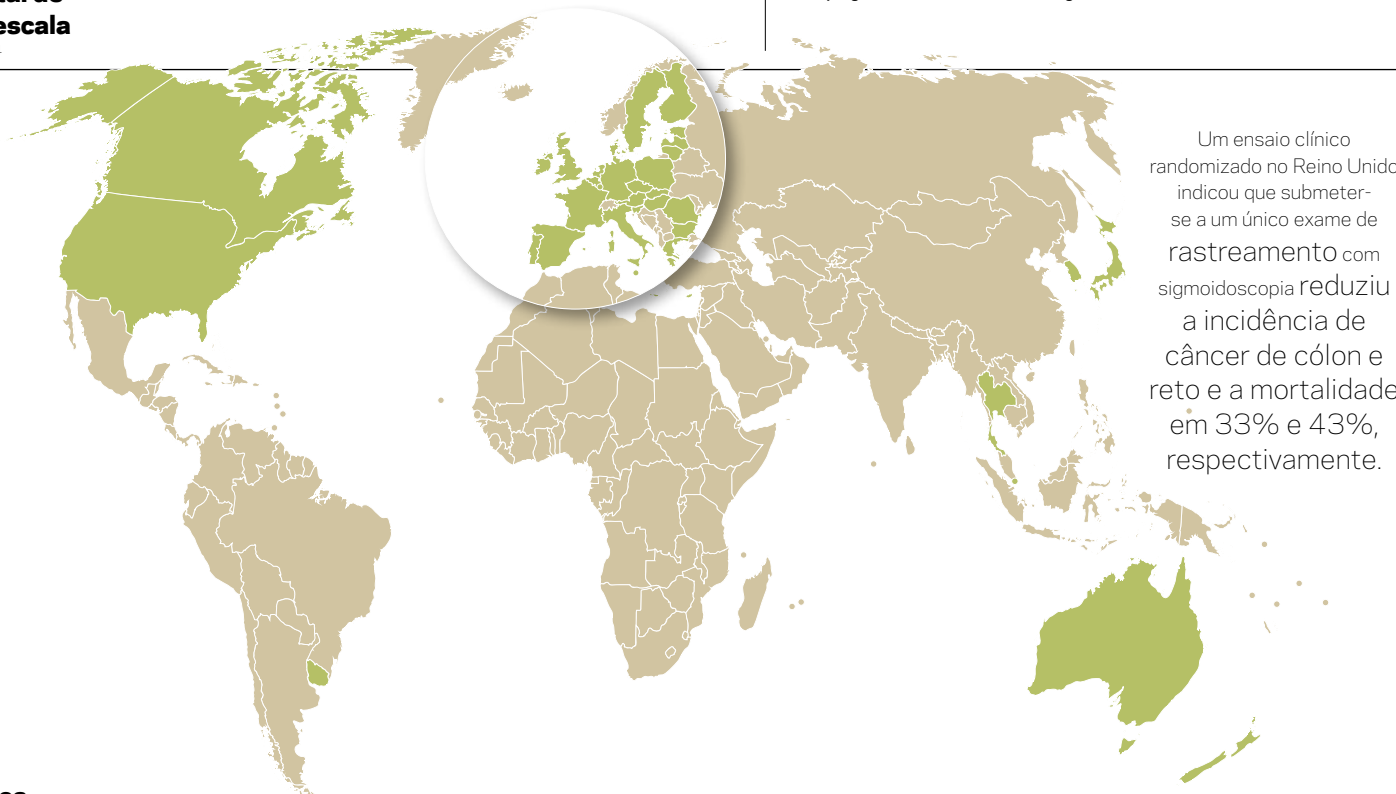 escala
Um ensaio clínico
randomizado no Reino Unido
indicou que submeter-
se a um único exame de
rastreamento com
sigmoidoscopia reduziu
a incidência de
câncer de cólon e
reto e a mortalidade
em 33% e 43%,
respectivamente.